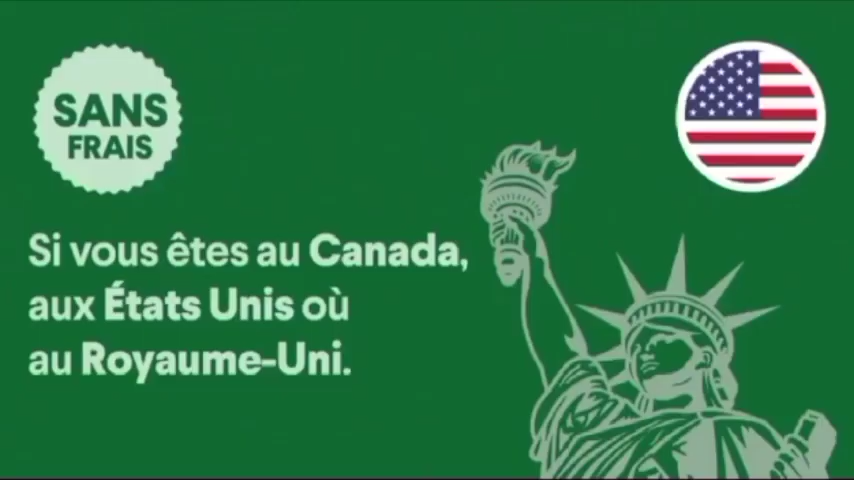 SANS
FRAIS
Si vous êtes au Canada,
aux États Unis où
au Royaume-Uni.